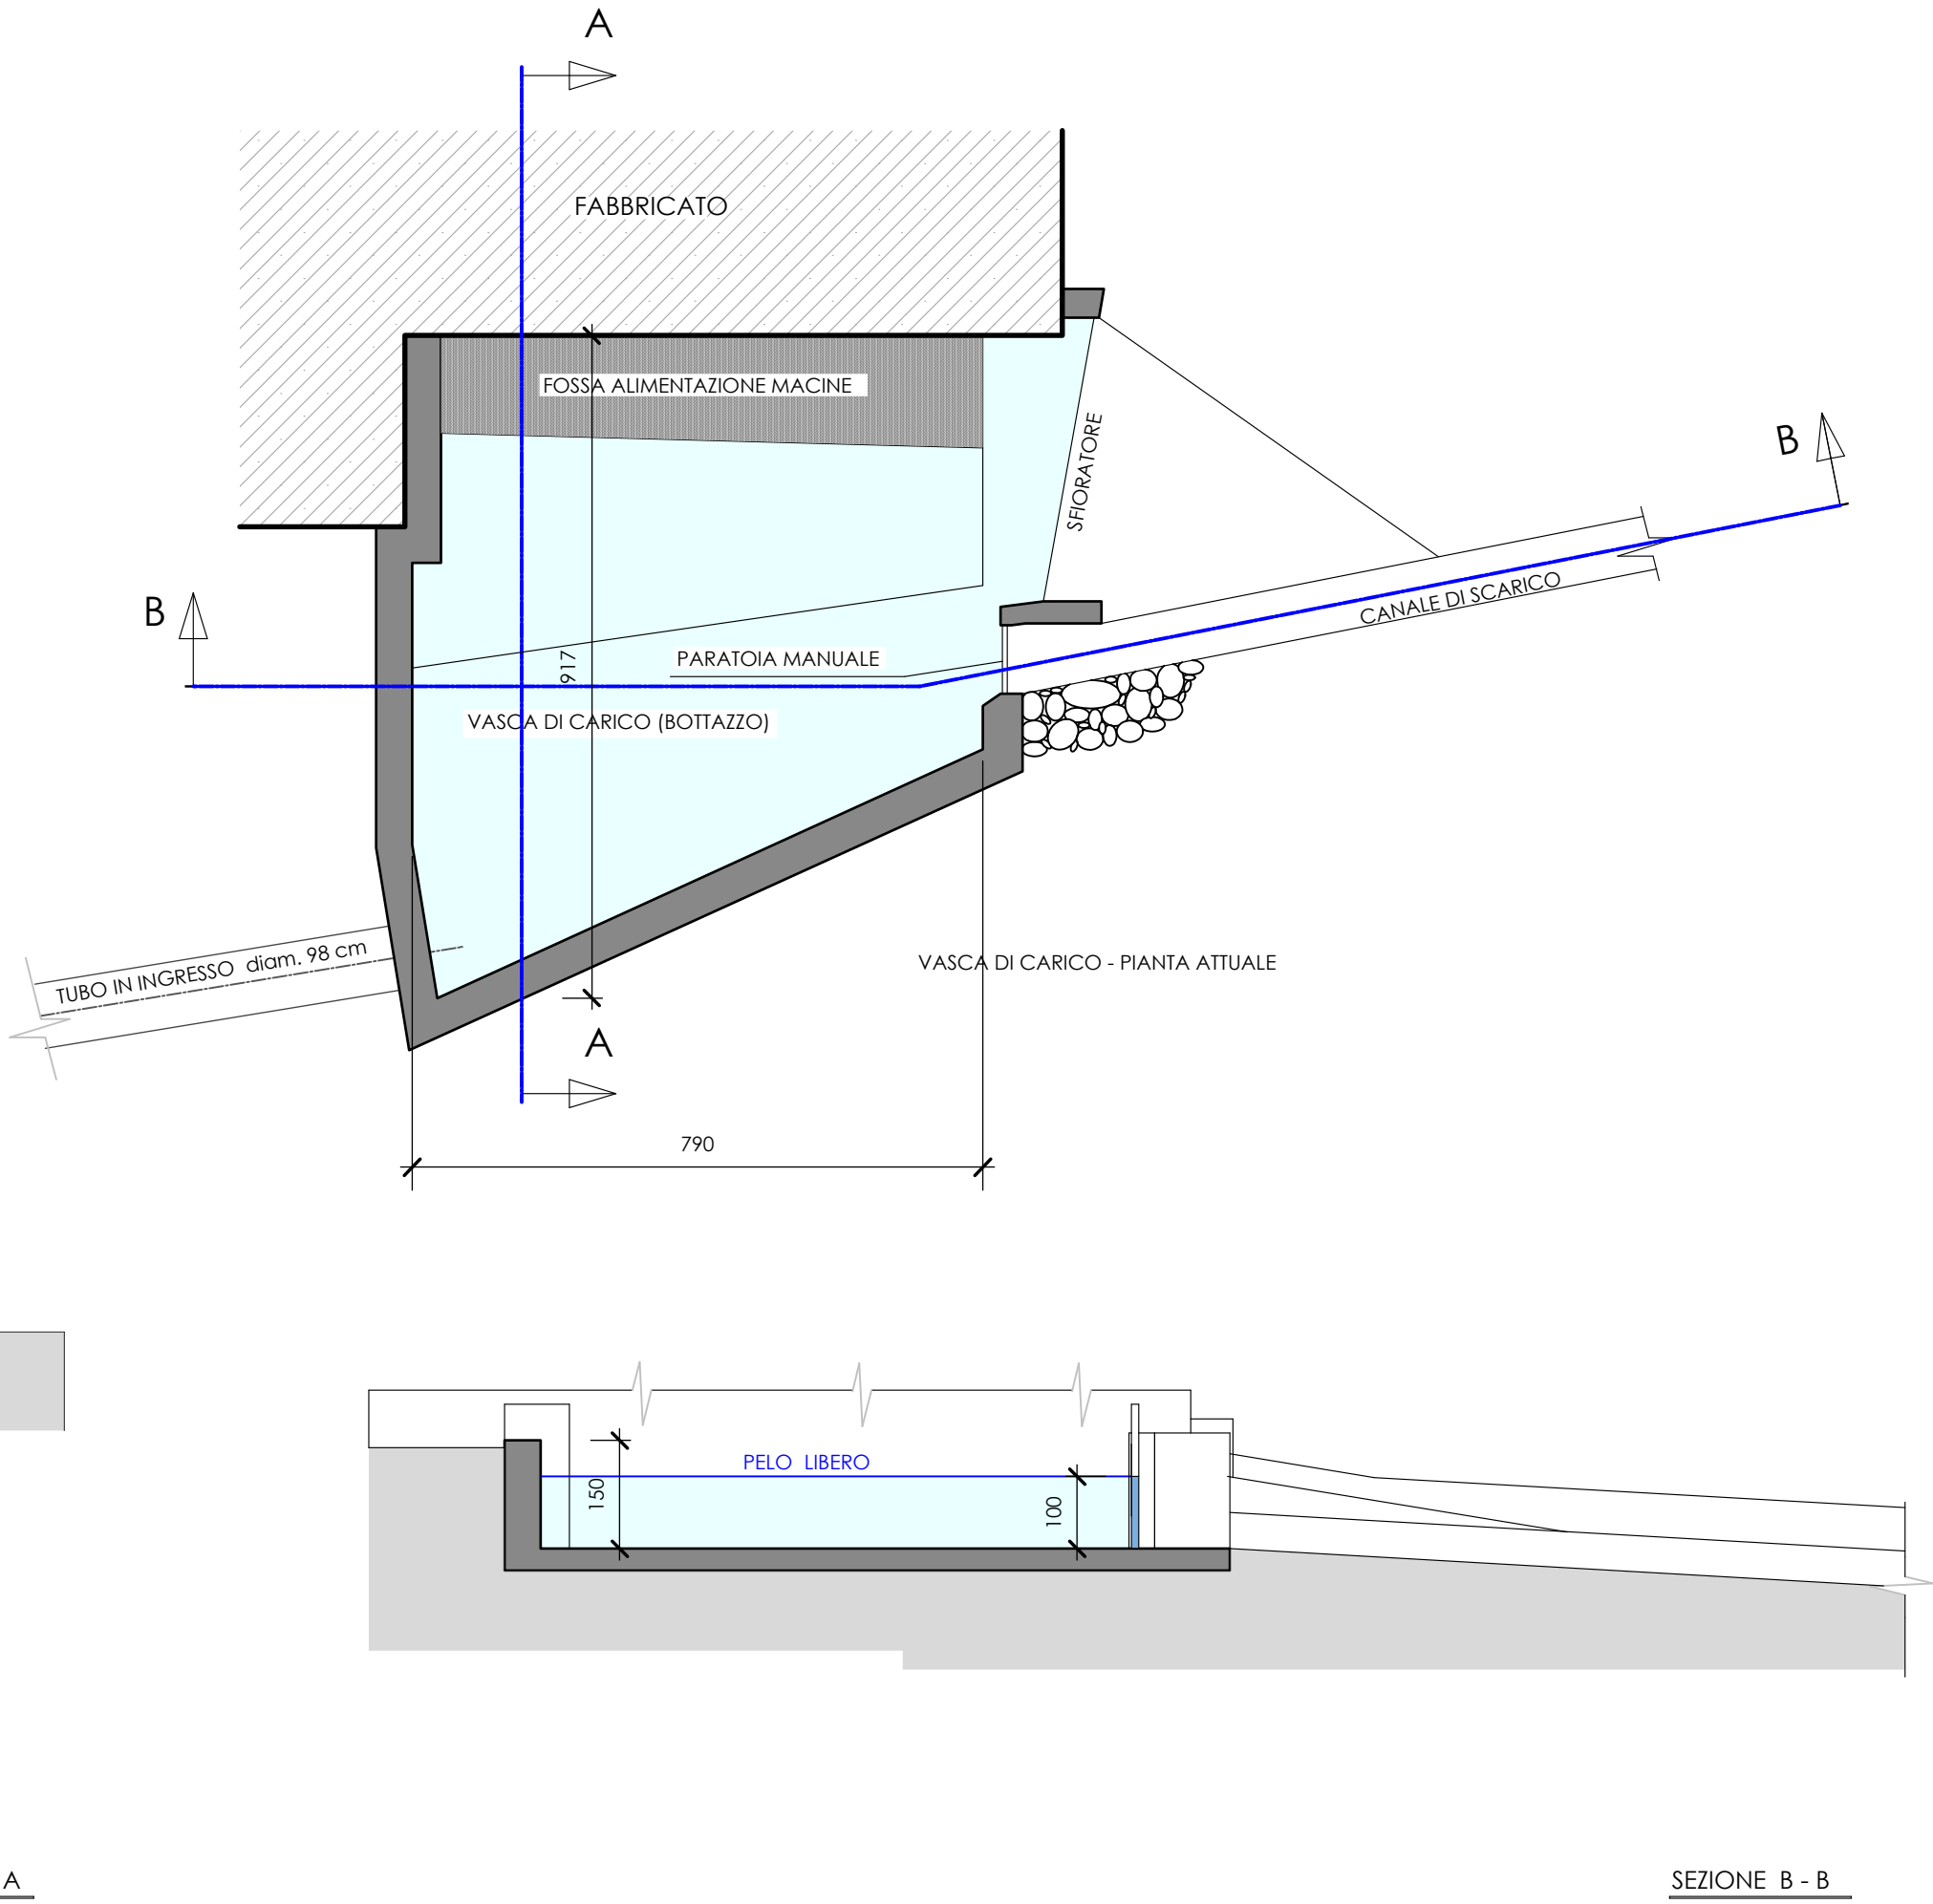 A
FABBRICATO
FOSSA ALIMENTAZIONE MACINE
SFIORATORE
B
CANALE DI SCARICO
B
917
PARATOIA MANUALE
VASCA DI CARICO (BOTTAZZO)
TUBO IN INGRESSO diam. 98 cm
VASCA DI CARICO - PIANTA ATTUALE
A
790
PELO LIBERO
150
100
A
SEZIONE B - B